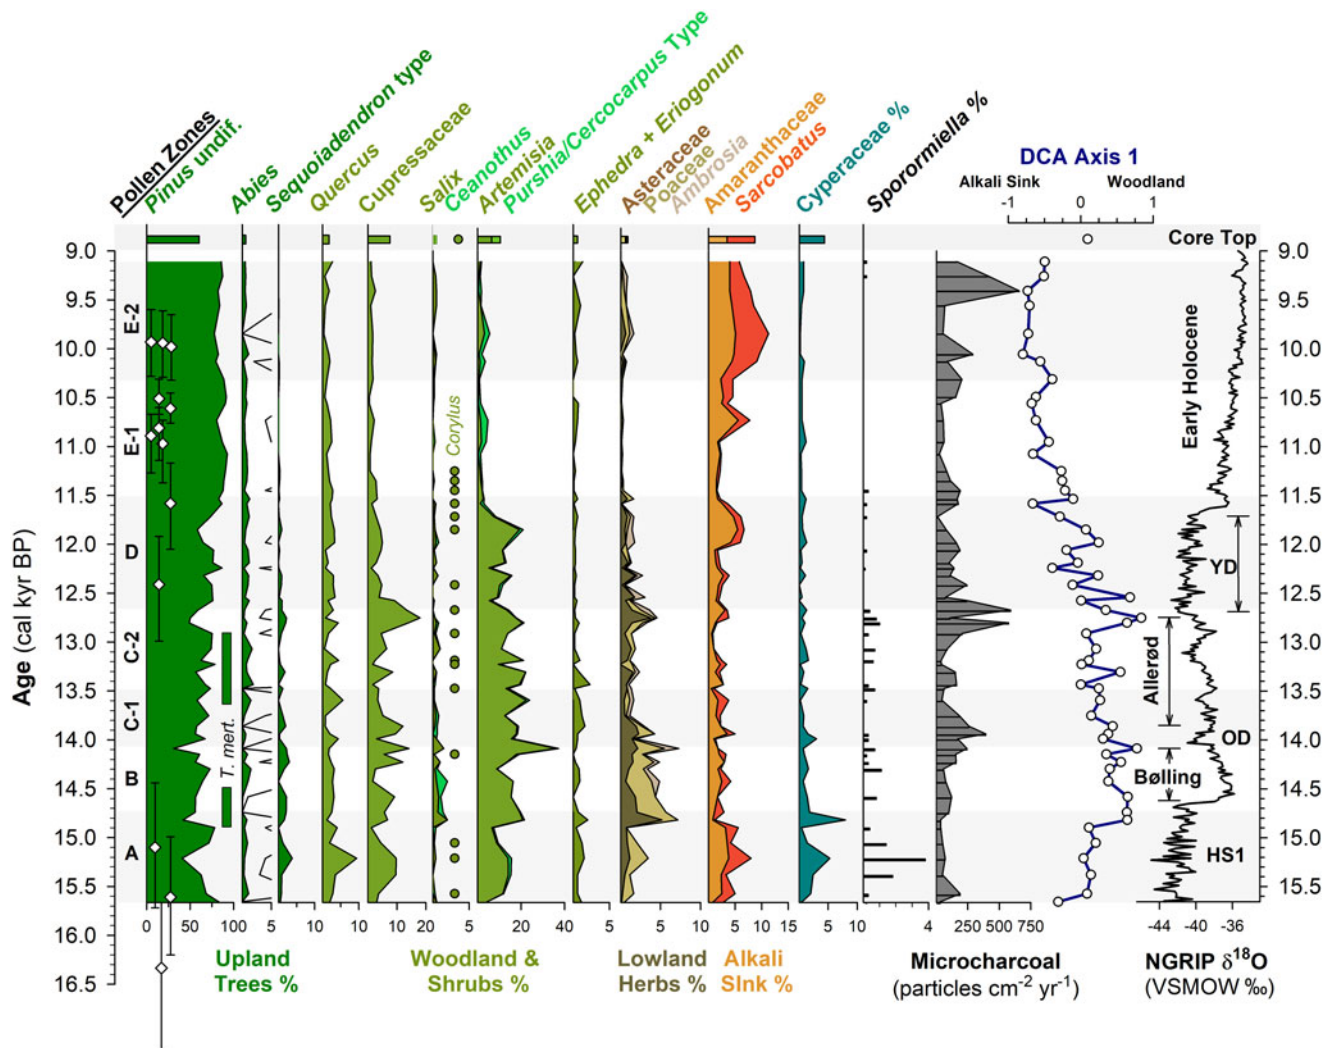 Pollen Zones
Pinus undif.
Abies
Sequoiadendron type
Quercus
Cupressaceae
Salix
Ceanothus
Artemisia
Purshia/Cercocarpus Type
Ephedra + Eriogonum
Asteraceae
Poaceae
Ambrosia
Amaranthaceae
Sarcobatus
Cyperaceae %
Sporormiella %
DCA Axis 1
Alkali Sink
Woodland
-1 0 1
Core Top
Age (cal kyr BP)
9.0
9.5
10.0
10.5
11.0
11.5
12.0
12.5
13.0
13.5
14.0
14.5
15.0
15.5
16.0
16.5
E-2
E-1
D
C-2
C-1
B
A
T. mert.
Corylus
Early Holocene
YD
Allerød
OD
Bølling
HS1
9.0
9.5
10.0
10.5
11.0
11.5
12.0
12.5
13.0
13.5
14.0
14.5
15.0
15.5
0 50 100 10 5 10 10 20 5 20 40 5 10 5 10 15 10 4 250 500 750 -44 -40 -36
Upland
Trees %
Woodland &
Shrubs %
Lowland
Herbs %
Alkali
SInk %
Microcharcoal
(particles cm-2 yr-1)
NGRIP δ18O
(VSMOW ‰)